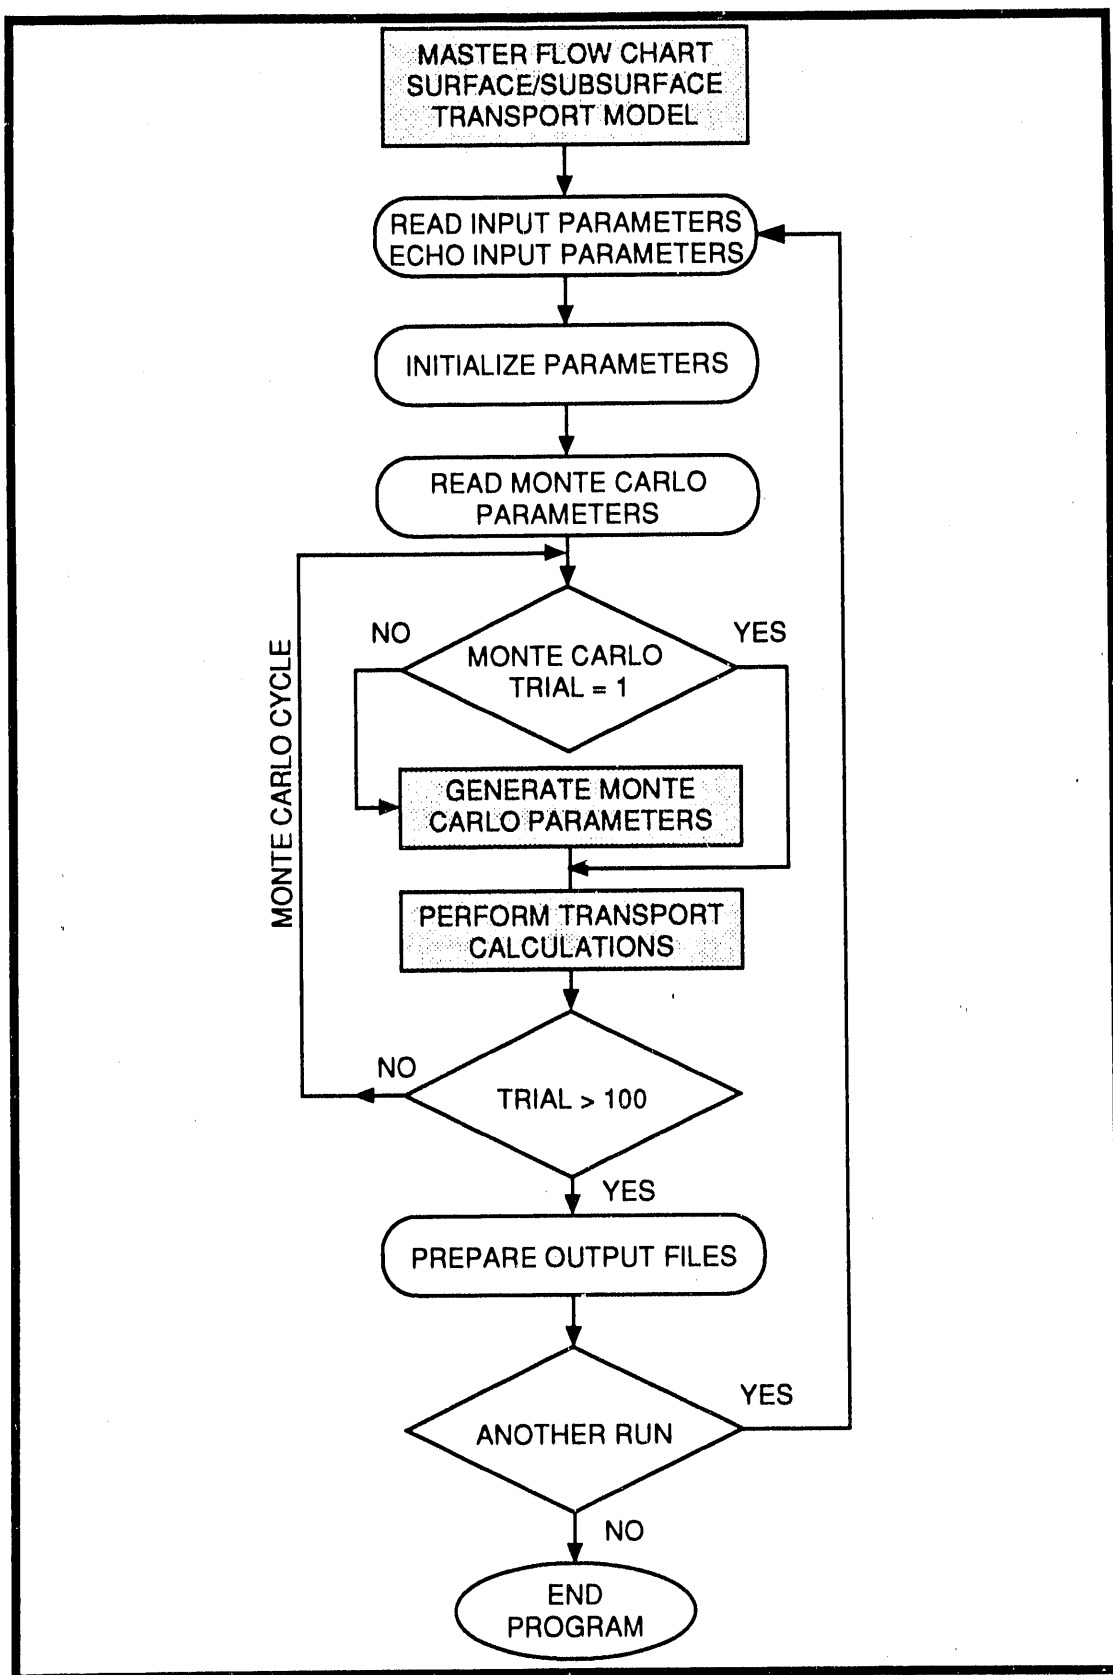 MASTER FLOW CHART
SURFACE/SUBSURFACE
TRANSPORT MODEL
READ INPUT PARAMETERS
ECHO INPUT PARAMETERS
INITIALIZE PARAMETERS
READ MONTE CARLO
PARAMETERS
NO
YES
MONTE CARLO
TRIAL = 1
MONTE CARLO CYCLE
GENERATE MONTE
CARLO PARAMETERS
PERFORM TRANSPORT
CALCULATIONS
NO
TRIAL > 100
YES
PREPARE OUTPUT FILES
YES
ANOTHER RUN
NO
END
PROGRAM